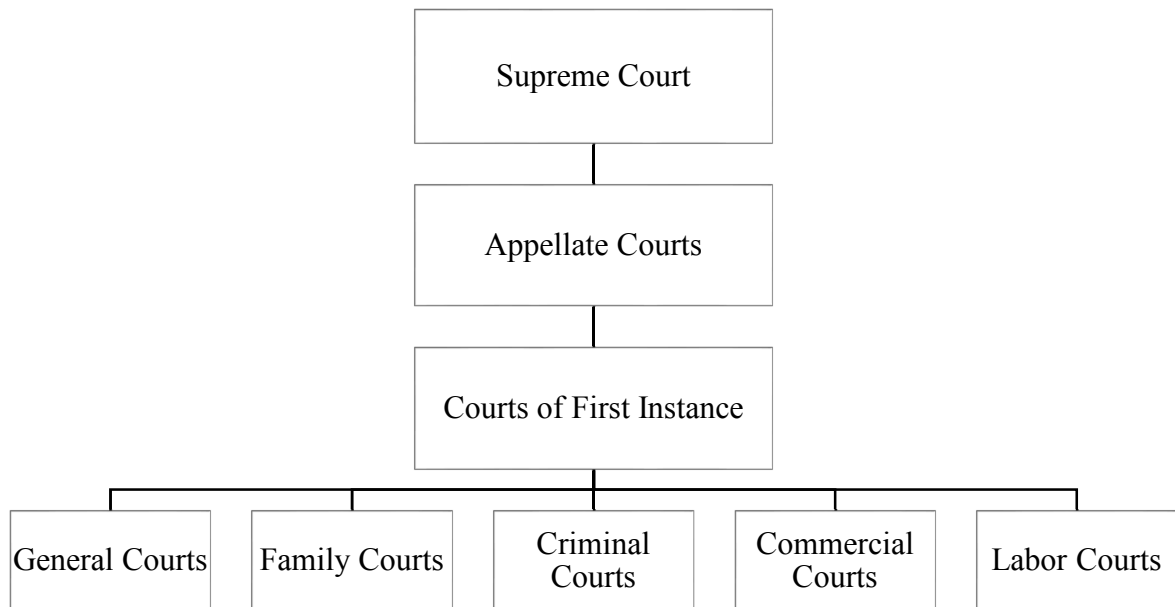 Supreme Court
Appellate Courts
Courts of First Instance
General Courts
Family Courts
Criminal
Courts
Commercial
Courts
Labor Courts